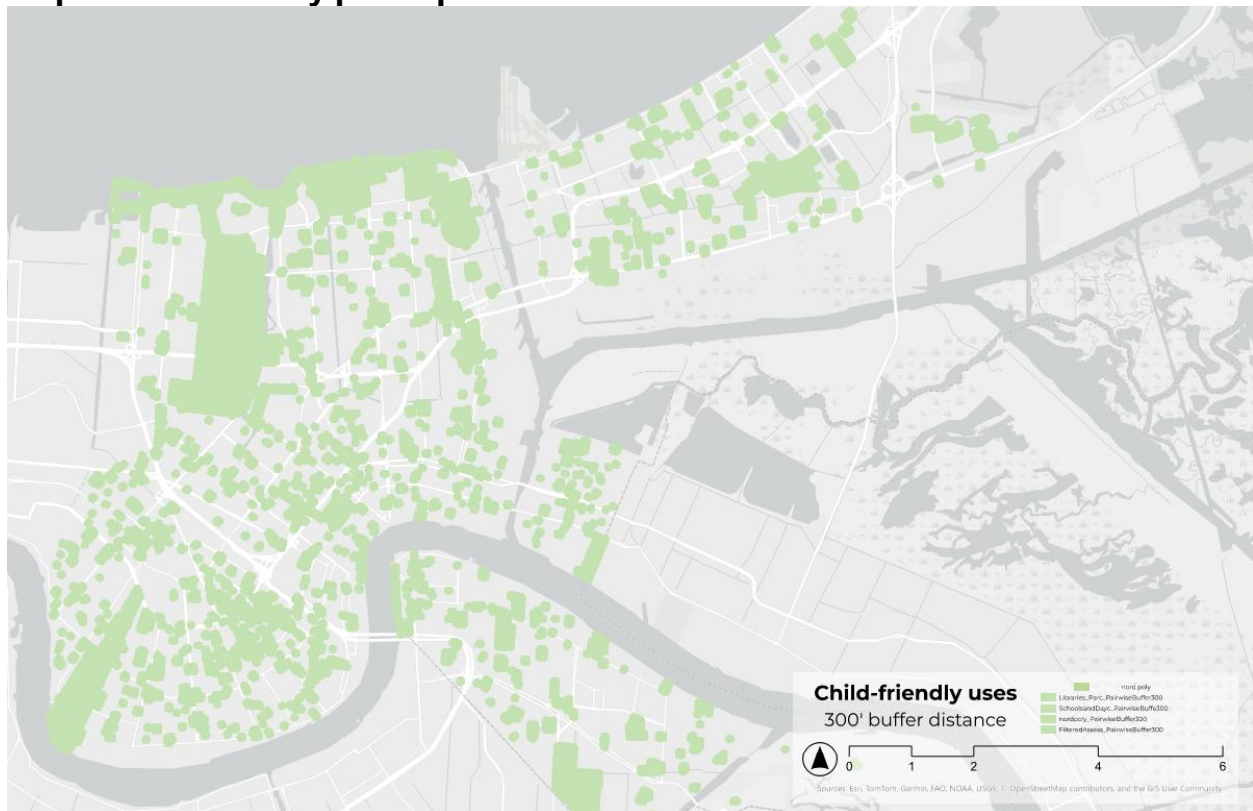 Child-friendly uses
300' buffer distance
nord poly
Libraries_Parc_PairwiseBuffer300
SchoolsandDayc_PairwiseBuffe300
nordpoly_PairwiseBuffer300
FilteredAssess_PairwiseBuffer300
0 1 2 4 6
Sources: Esri, TomTom, Garmin, FAO, NOAA, USGS, © OpenStreetMap contributors, and the GIS User Community